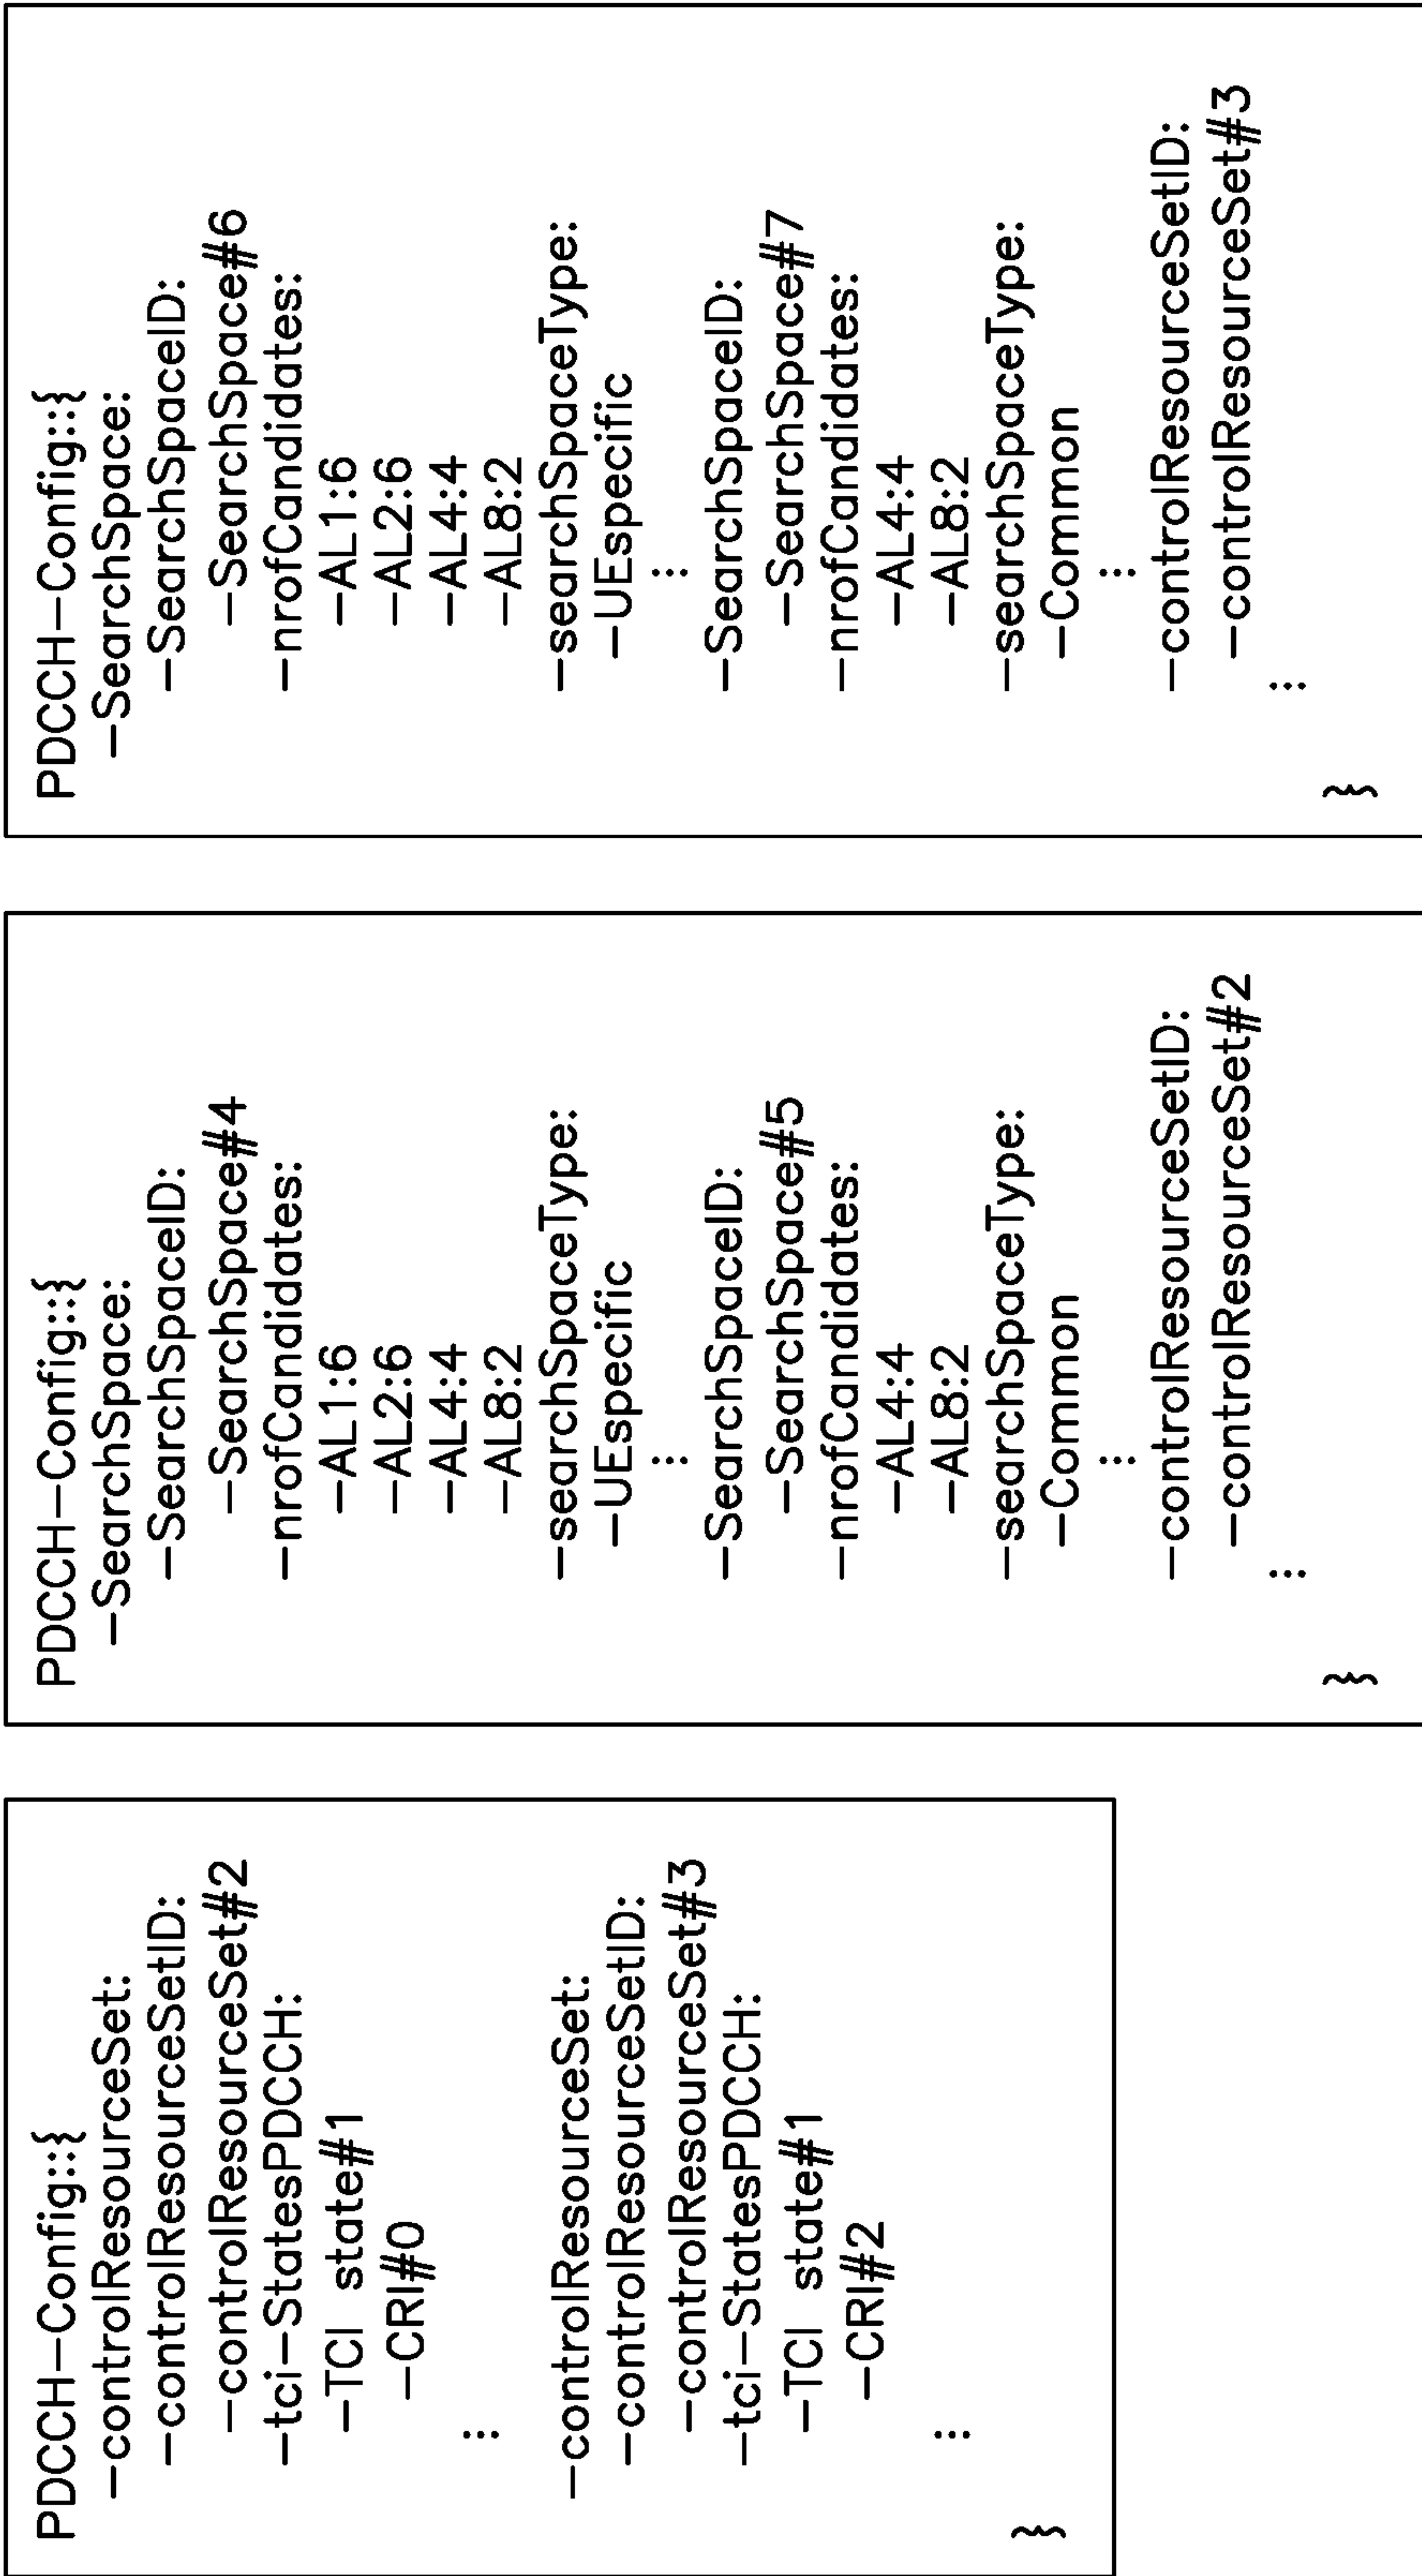 PDCCH-Config:::{
-controlResourceSet:
-controlResourceSetID:
-controlResourceSet#2
-tci-StatesPDCCH:
-TCI state#1
-CRI#0
⋮
-controlResourceSet:
-controlResourceSetID:
-controlResourceSet#3
-tci-StatesPDCCH:
-TCI state#1
-CRI#2
⋮
}
PDCCH-Config:::{
-SearchSpace:
-SearchSpaceID:
-SearchSpace#4
-nrofCandidates:
-AL1:6
-AL2:6
-AL4:4
-AL8:2
-searchSpaceType:
-UEspecific
⋮
-SearchSpaceID:
-SearchSpace#5
-nrofCandidates:
-AL4:4
-AL8:2
-searchSpaceType:
-Common
⋮
-controlResourceSetID:
-controlResourceSet#2
⋮
}
PDCCH-Config:::{
-SearchSpace:
-SearchSpaceID:
-SearchSpace#6
-nrofCandidates:
-AL1:6
-AL2:6
-AL4:4
-AL8:2
-searchSpaceType:
-UEspecific
⋮
-SearchSpaceID:
-SearchSpace#7
-nrofCandidates:
-AL4:4
-AL8:2
-searchSpaceType:
-Common
⋮
-controlResourceSetID:
-controlResourceSet#3
⋮
}